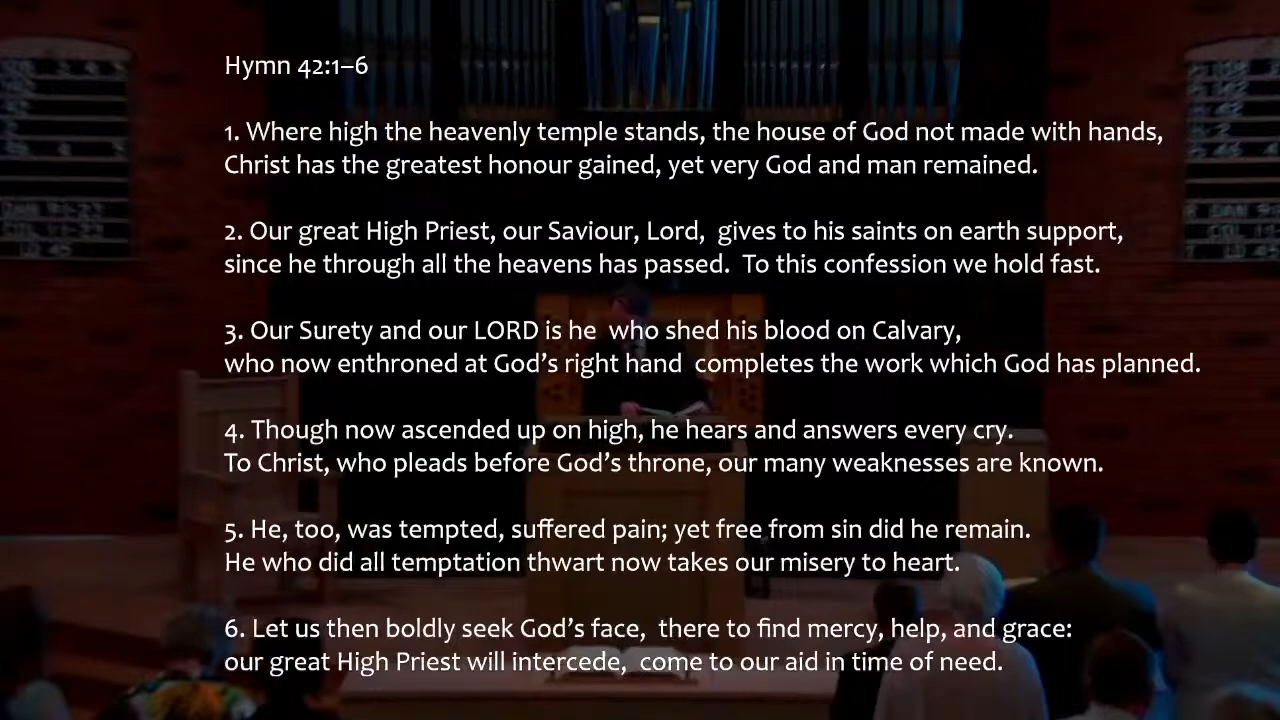 Hymn 42:1–6
1. Where high the heavenly temple stands, the house of God not made with hands,
Christ has the greatest honour gained, yet very God and man remained.
2. Our great High Priest, our Saviour, Lord,  gives to his saints on earth support,
since he through all the heavens has passed.  To this confession we hold fast.
3. Our Surety and our LORD is he  who shed his blood on Calvary,
who now enthroned at God’s right hand  completes the work which God has planned.
4. Though now ascended up on high, he hears and answers every cry.
To Christ, who pleads before God’s throne, our many weaknesses are known.
5. He, too, was tempted, suffered pain; yet free from sin did he remain.
He who did all temptation thwart now takes our misery to heart.
6. Let us then boldly seek God’s face,  there to find mercy, help, and grace:
our great High Priest will intercede,  come to our aid in time of need.